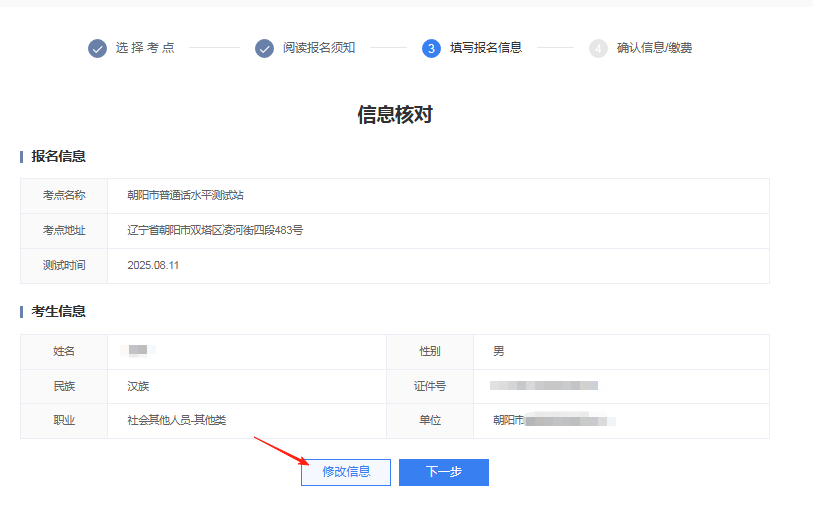 选择考点 阅读报名须知 3 填写报名信息 4 确认信息/缴费
信息核对
报名信息
考点名称 朝阳市普通话水平测试站
考点地址 辽宁省朝阳市双塔区凌河街四段483号
测试时间 2025.08.11
考生信息
姓名 性别 男
民族 汉族 证件号
职业 社会其他人员-其他类 单位 朝阳市
修改信息 下一步